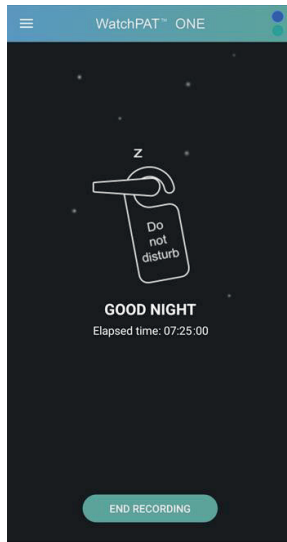 WatchPAT™ ONE
Z
Do
not
disturb
GOOD NIGHT
Elapsed time: 07:25:00
END RECORDING